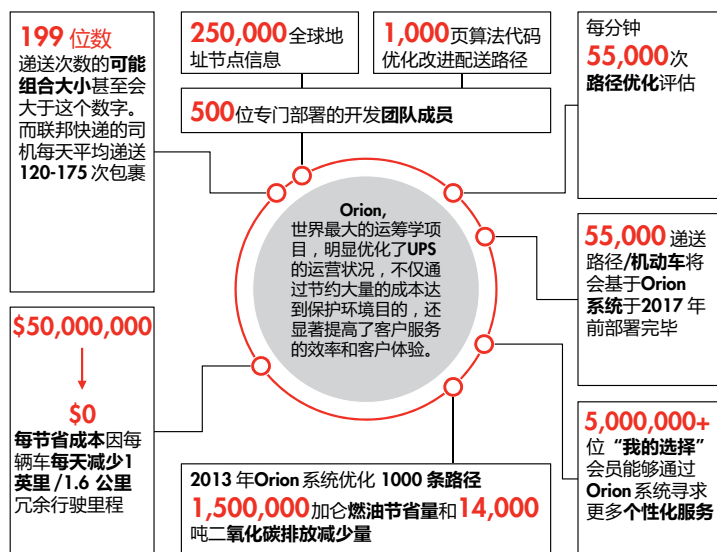 199 位数
递送次数的可能
组合大小甚至会
大于这个数字。
而联邦快递的司
机每天平均递送
120-175 次包裹
250,000 全球地
址节点信息
1,000 页算法代码
优化改进配送路径
500位专门部署的开发团队成员
每分钟
55,000 次
路径优化评估
Orion,
世界最大的运筹学项
目，明显优化了UPS
的运营状况，不仅通
过节约大量的成本达
到保护环境目的，还
显著提高了客户服务
的效率和客户体验。
55,000 递送
路径/机动车将
会基于Orion
系统于2017 年
前部署完毕
$50,000,000
$0
每节省成本因每
辆车每天减少1
英里 /1.6 公里
冗余行驶里程
2013 年Orion 系统优化 1000 条路径
1,500,000 加仑燃油节省量和 14,000
吨二氧化碳排放减少量
5,000,000+
位“我的选择”
会员能够通过
Orion 系统寻求
更多个性化服务